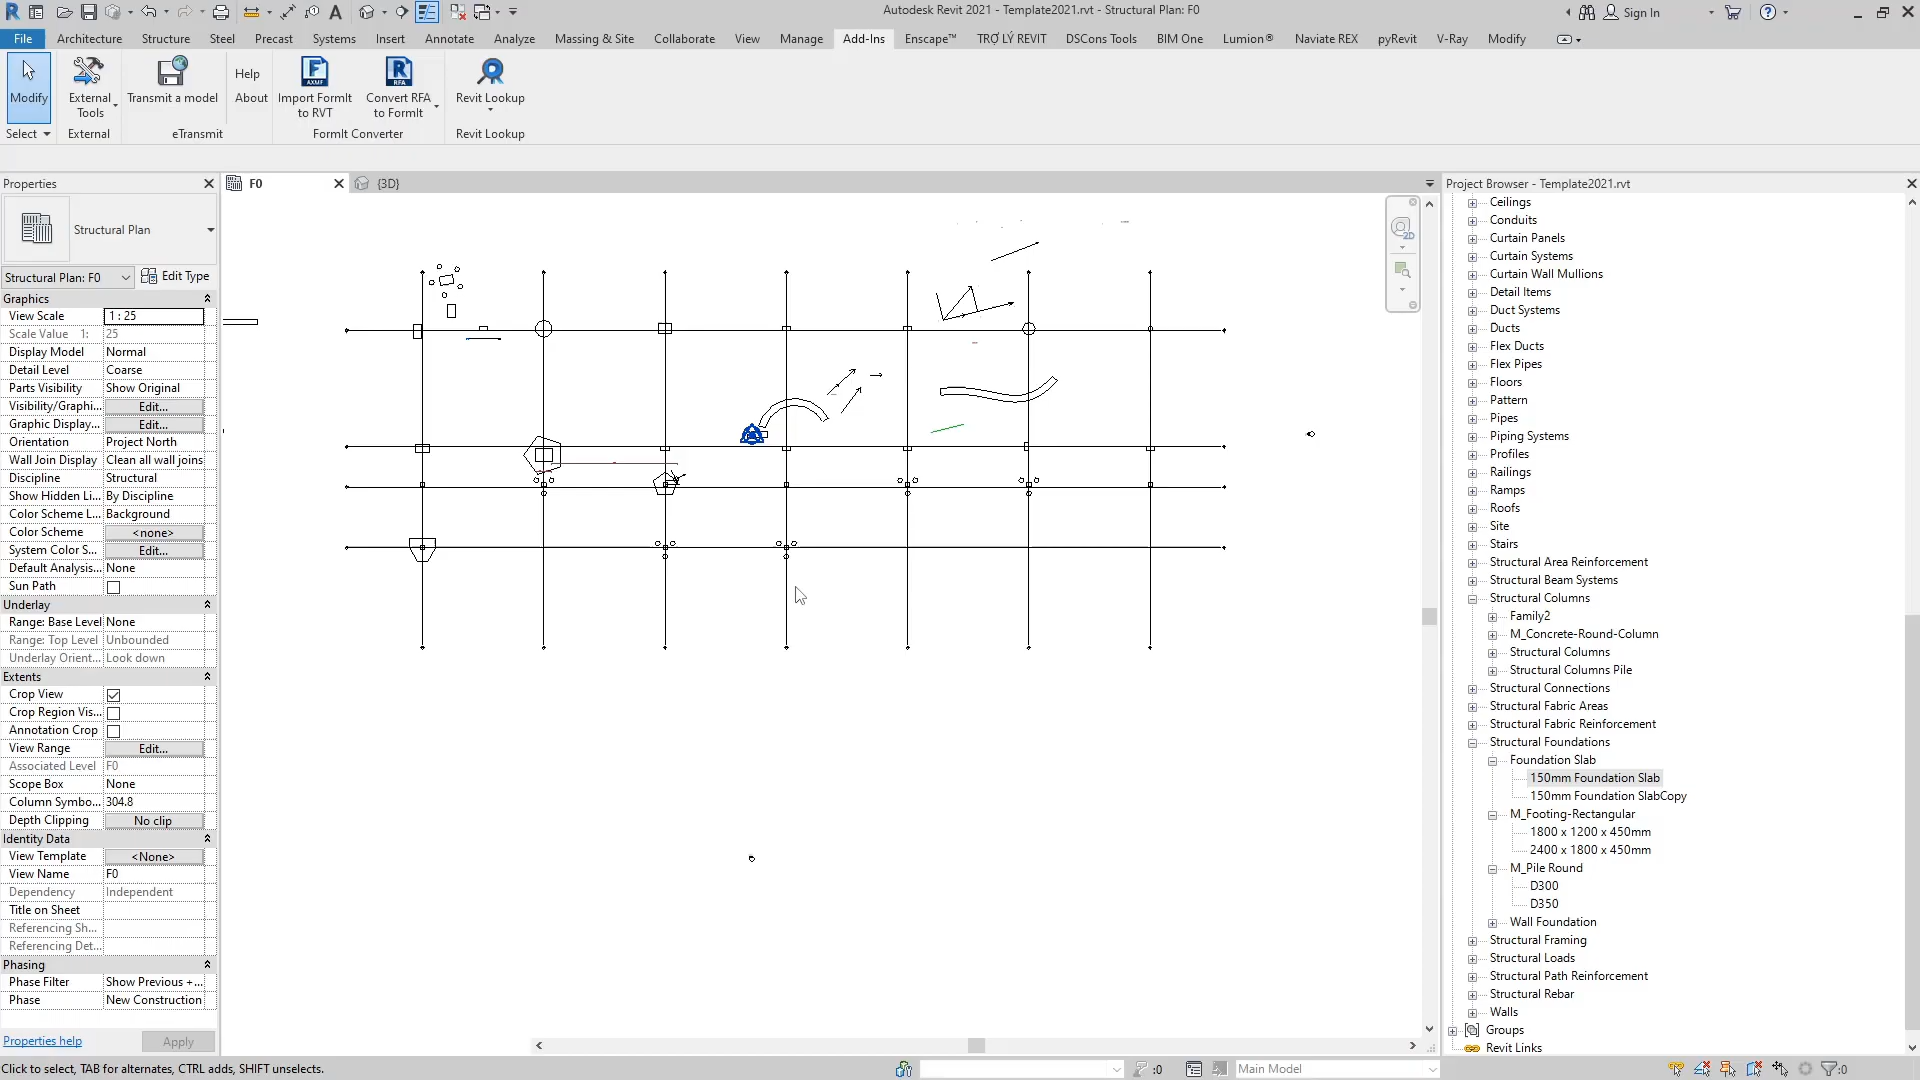 Autodesk Revit 2021 - Template2021.rvt - Structural Plan: F0
Sign In
File Architecture Structure Steel Precast Systems Insert Annotate Analyze Massing & Site Collaborate View Manage Add-Ins Enscape™ TRỢ LÝ REVIT DSCons Tools BIM One Lumion® Naviate REX pyRevit V-Ray Modify
Modify
External
Tools
Transmit a model
Help
About
Import FormIt
to RVT
Convert RFA
to FormIt
Revit Lookup
Select
External
eTransmit
FormIt Converter
Revit Lookup
Properties
F0
{3D}
Project Browser - Template2021.rvt
Structural Plan
Structural Plan: F0
Edit Type
Graphics
View Scale 1 : 25
Scale Value 1: 25
Display Model Normal
Detail Level Coarse
Parts Visibility Show Original
Visibility/Graphi... Edit...
Graphic Display... Edit...
Orientation Project North
Wall Join Display Clean all wall joins
Discipline Structural
Show Hidden Li... By Discipline
Color Scheme L... Background
Color Scheme <none>
System Color S... Edit...
Default Analysis... None
Sun Path
Underlay
Range: Base Level None
Range: Top Level Unbounded
Underlay Orient... Look down
Extents
Crop View
Crop Region Vis...
Annotation Crop
View Range Edit...
Associated Level F0
Scope Box None
Column Symbo... 304.8
Depth Clipping No clip
Identity Data
View Template <None>
View Name F0
Dependency Independent
Title on Sheet
Referencing Sh...
Referencing Det...
Phasing
Phase Filter Show Previous +...
Phase New Construction
Properties help
Apply
2D
Ceilings
Conduits
Curtain Panels
Curtain Systems
Curtain Wall Mullions
Detail Items
Duct Systems
Ducts
Flex Ducts
Flex Pipes
Floors
Pattern
Pipes
Piping Systems
Profiles
Railings
Ramps
Roofs
Site
Stairs
Structural Area Reinforcement
Structural Beam Systems
Structural Columns
Family2
M_Concrete-Round-Column
Structural Columns
Structural Columns Pile
Structural Connections
Structural Fabric Areas
Structural Fabric Reinforcement
Structural Foundations
Foundation Slab
150mm Foundation Slab
150mm Foundation SlabCopy
M_Footing-Rectangular
1800 x 1200 x 450mm
2400 x 1800 x 450mm
M_Pile Round
D300
D350
Wall Foundation
Structural Framing
Structural Loads
Structural Path Reinforcement
Structural Rebar
Walls
Groups
Revit Links
Click to select, TAB for alternates, CTRL adds, SHIFT unselects.
:0
Main Model
:0